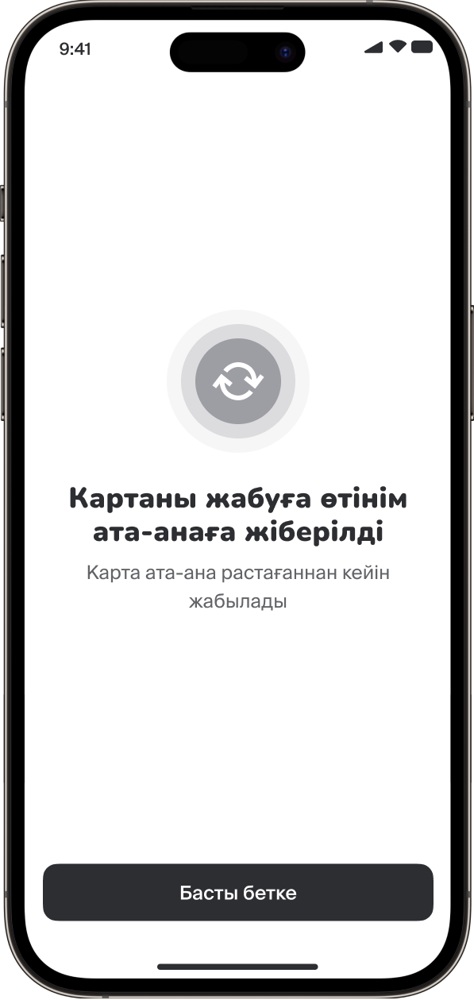 9:41
Картаны жабуға өтінім
ата-анаға жіберілді
Карта ата-ана растағаннан кейін
жабылады
Басты бетке